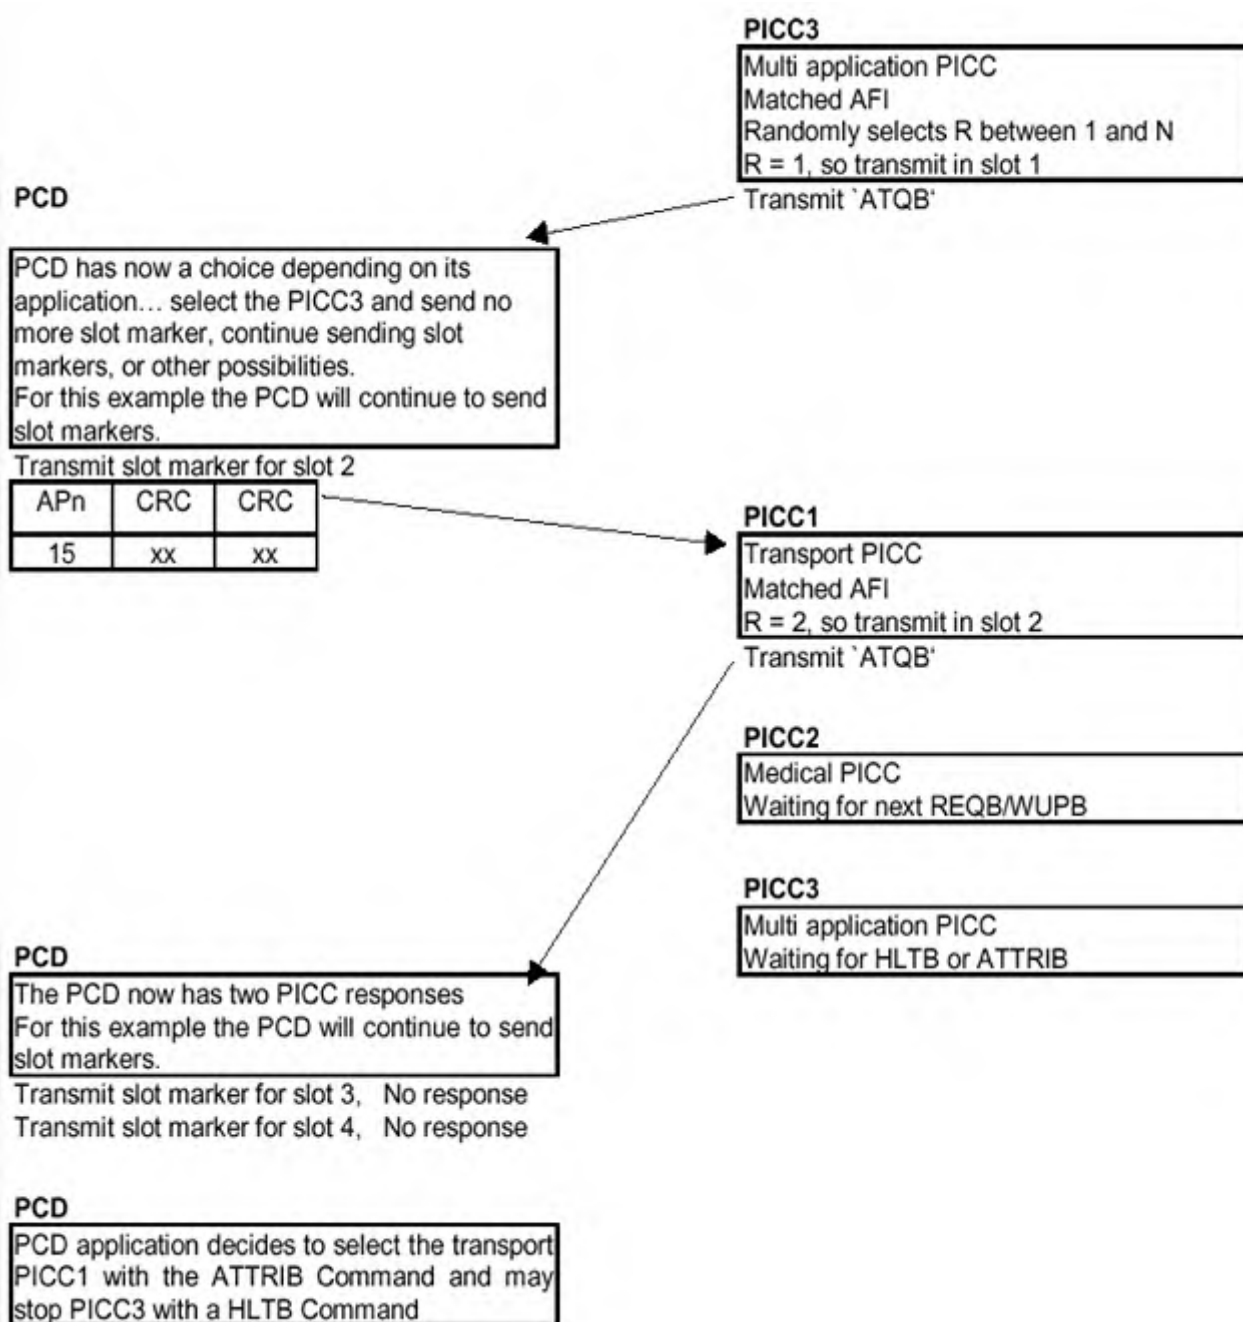 PICC3
Multi application PICC
Matched AFI
Randomly selects R between 1 and N
R = 1, so transmit in slot 1
Transmit `ATQB‘
PCD
PCD has now a choice depending on its
application… select the PICC3 and send no
more slot marker, continue sending slot
markers, or other possibilities.
For this example the PCD will continue to send
slot markers.
Transmit slot marker for slot 2
APn CRC CRC
15 xx xx
PICC1
Transport PICC
Matched AFI
R = 2, so transmit in slot 2
Transmit `ATQB‘
PICC2
Medical PICC
Waiting for next REQB/WUPB
PICC3
Multi application PICC
Waiting for HLTB or ATTRIB
PCD
The PCD now has two PICC responses
For this example the PCD will continue to send
slot markers.
Transmit slot marker for slot 3, No response
Transmit slot marker for slot 4, No response
PCD
PCD application decides to select the transport
PICC1 with the ATTRIB Command and may
stop PICC3 with a HLTB Command